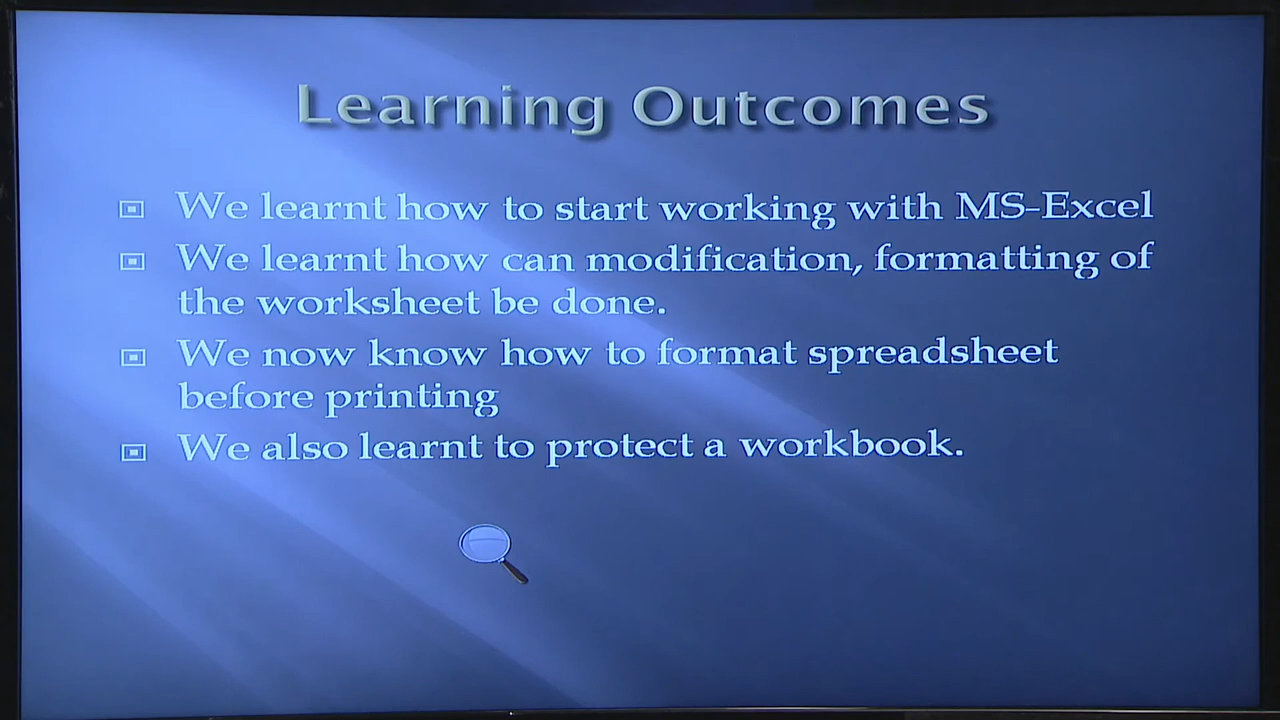 Learning Outcomes
We learnt how to start working with MS-Excel
We learnt how can modification, formatting of
the worksheet be done.
We now know how to format spreadsheet
before printing
We also learnt to protect a workbook.